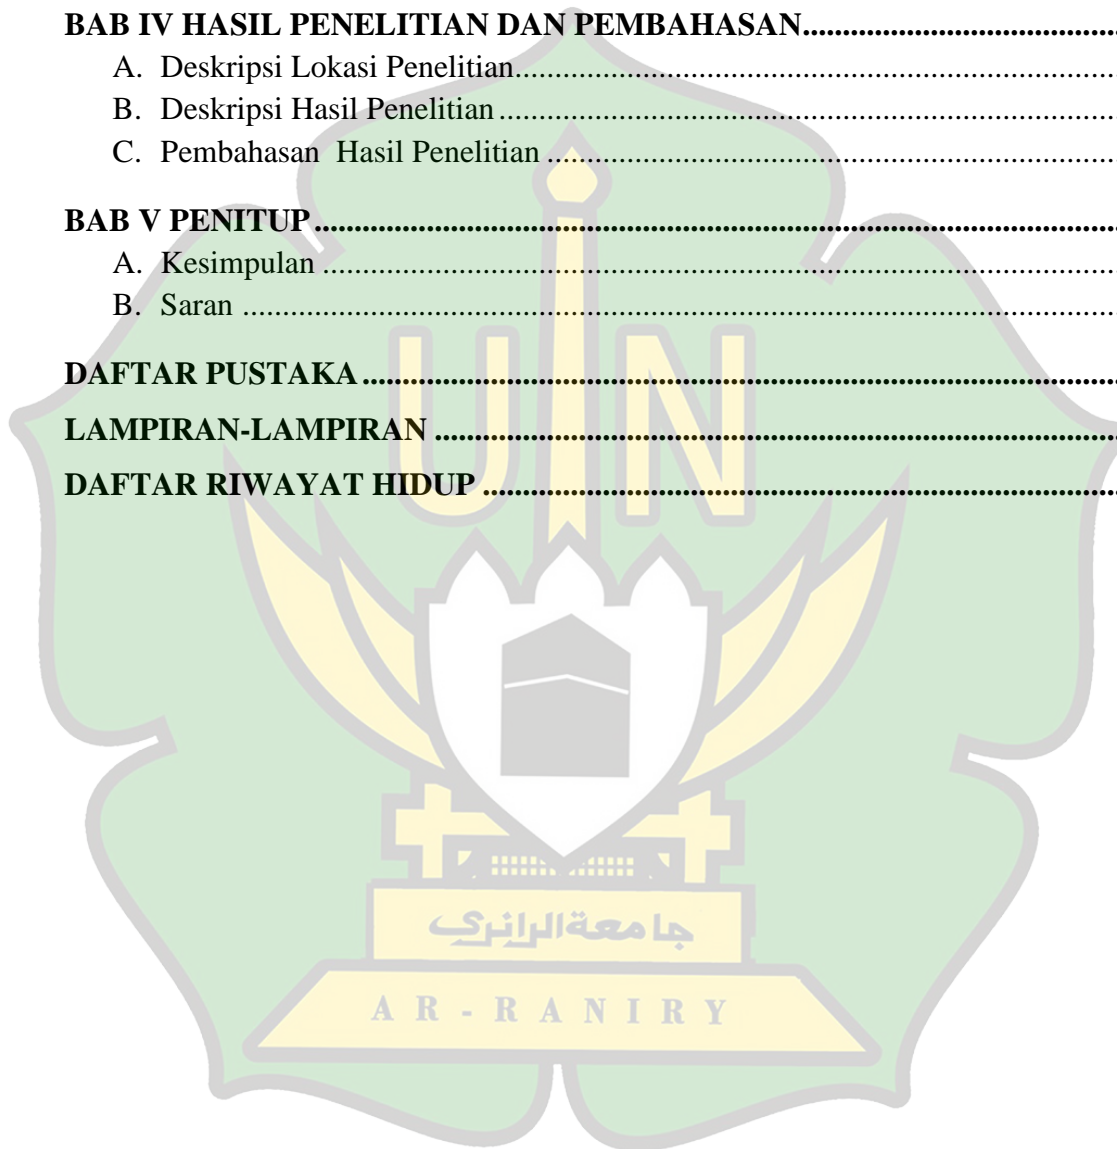 BAB IV HASIL PENELITIAN DAN PEMBAHASAN........................................
A. Deskripsi Lokasi Penelitian............................................................................
B. Deskripsi Hasil Penelitian..............................................................................
C. Pembahasan Hasil Penelitian........................................................................
BAB V PENITUP.....................................................................................................
A. Kesimpulan....................................................................................................
B. Saran..............................................................................................................
DAFTAR PUSTAKA...............................................................................................
LAMPIRAN-LAMPIRAN......................................................................................
DAFTAR RIWAYAT HIDUP................................................................................
UIN
جامعة الرانري
AR-RANIRY